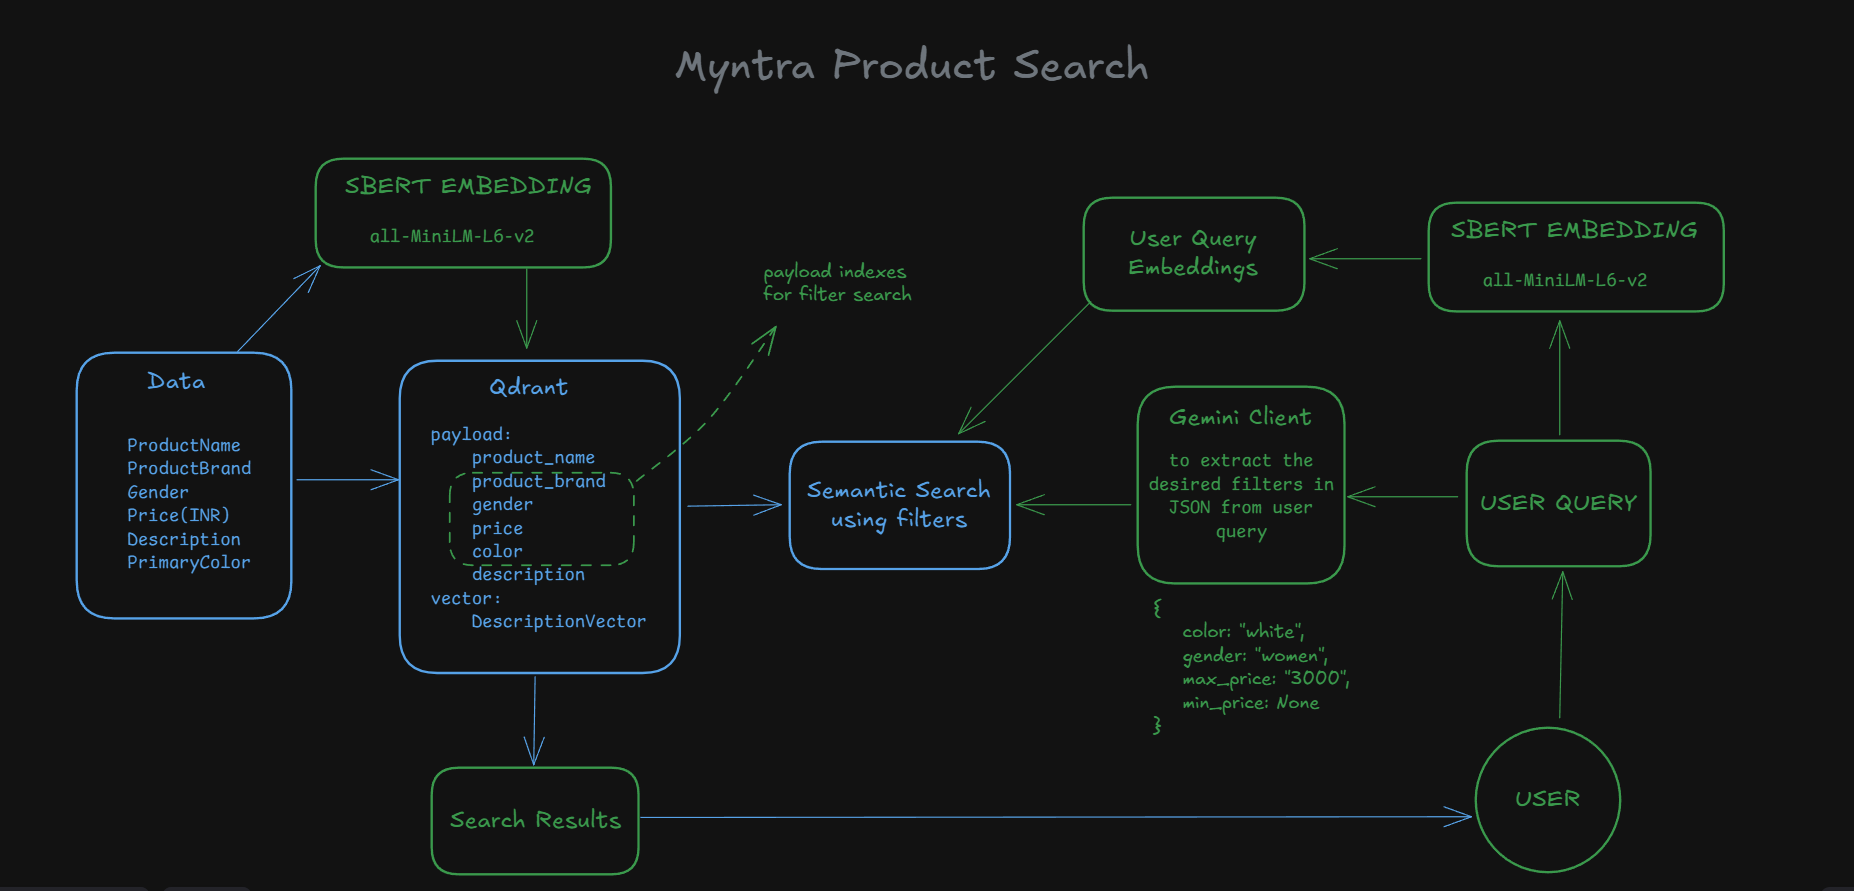 Myntra Product Search
SBERT EMBEDDING
all-MiniLM-L6-v2
payload indexes
for filter search
User Query
Embeddings
SBERT EMBEDDING
all-MiniLM-L6-v2
Data
ProductName
ProductBrand
Gender
Price(INR)
Description
PrimaryColor
Qdrant
payload:
product_name
product_brand
gender
price
color
description
vector:
DescriptionVector
Semantic Search
using filters
Gemini Client
to extract the
desired filters in
JSON from user
query
USER QUERY
{
color: "white",
gender: "women",
max_price: "3000",
min_price: None
}
Search Results
USER